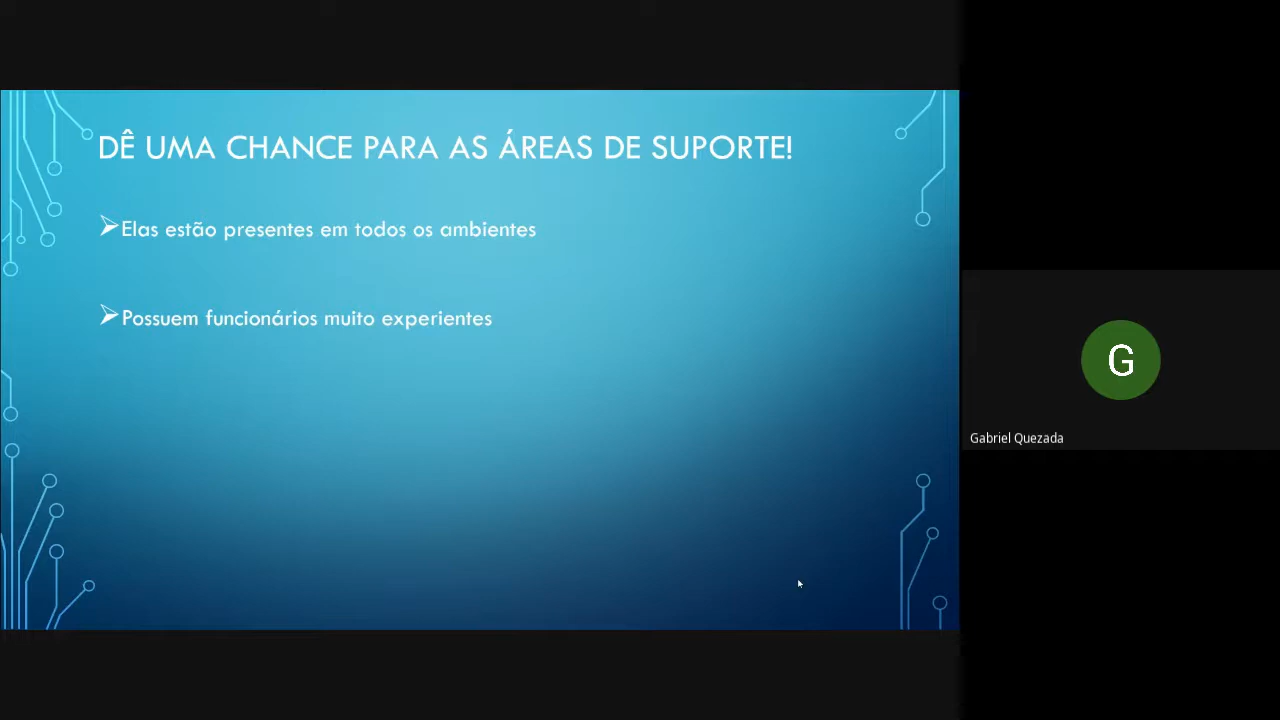 DÊ UMA CHANCE PARA AS ÁREAS DE SUPORTE!
Elas estão presentes em todos os ambientes
Possuem funcionários muito experientes
G
Gabriel Quezada